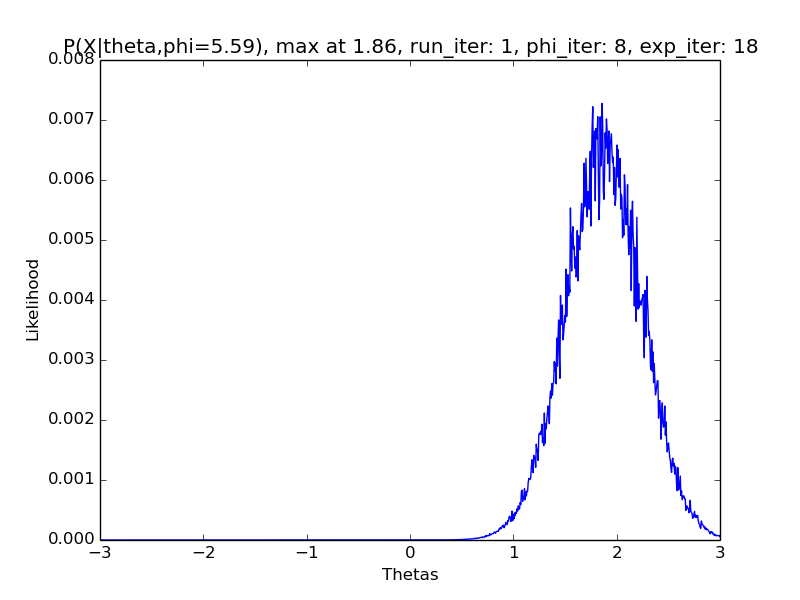 P(X|theta,phi=5.59), max at 1.86, run_iter: 1, phi_iter: 8, exp_iter: 18
0.008
0.007
0.006
0.005
0.004
0.003
0.002
0.001
0.000
Likelihood
−3 −2 −1 0 1 2 3
Thetas